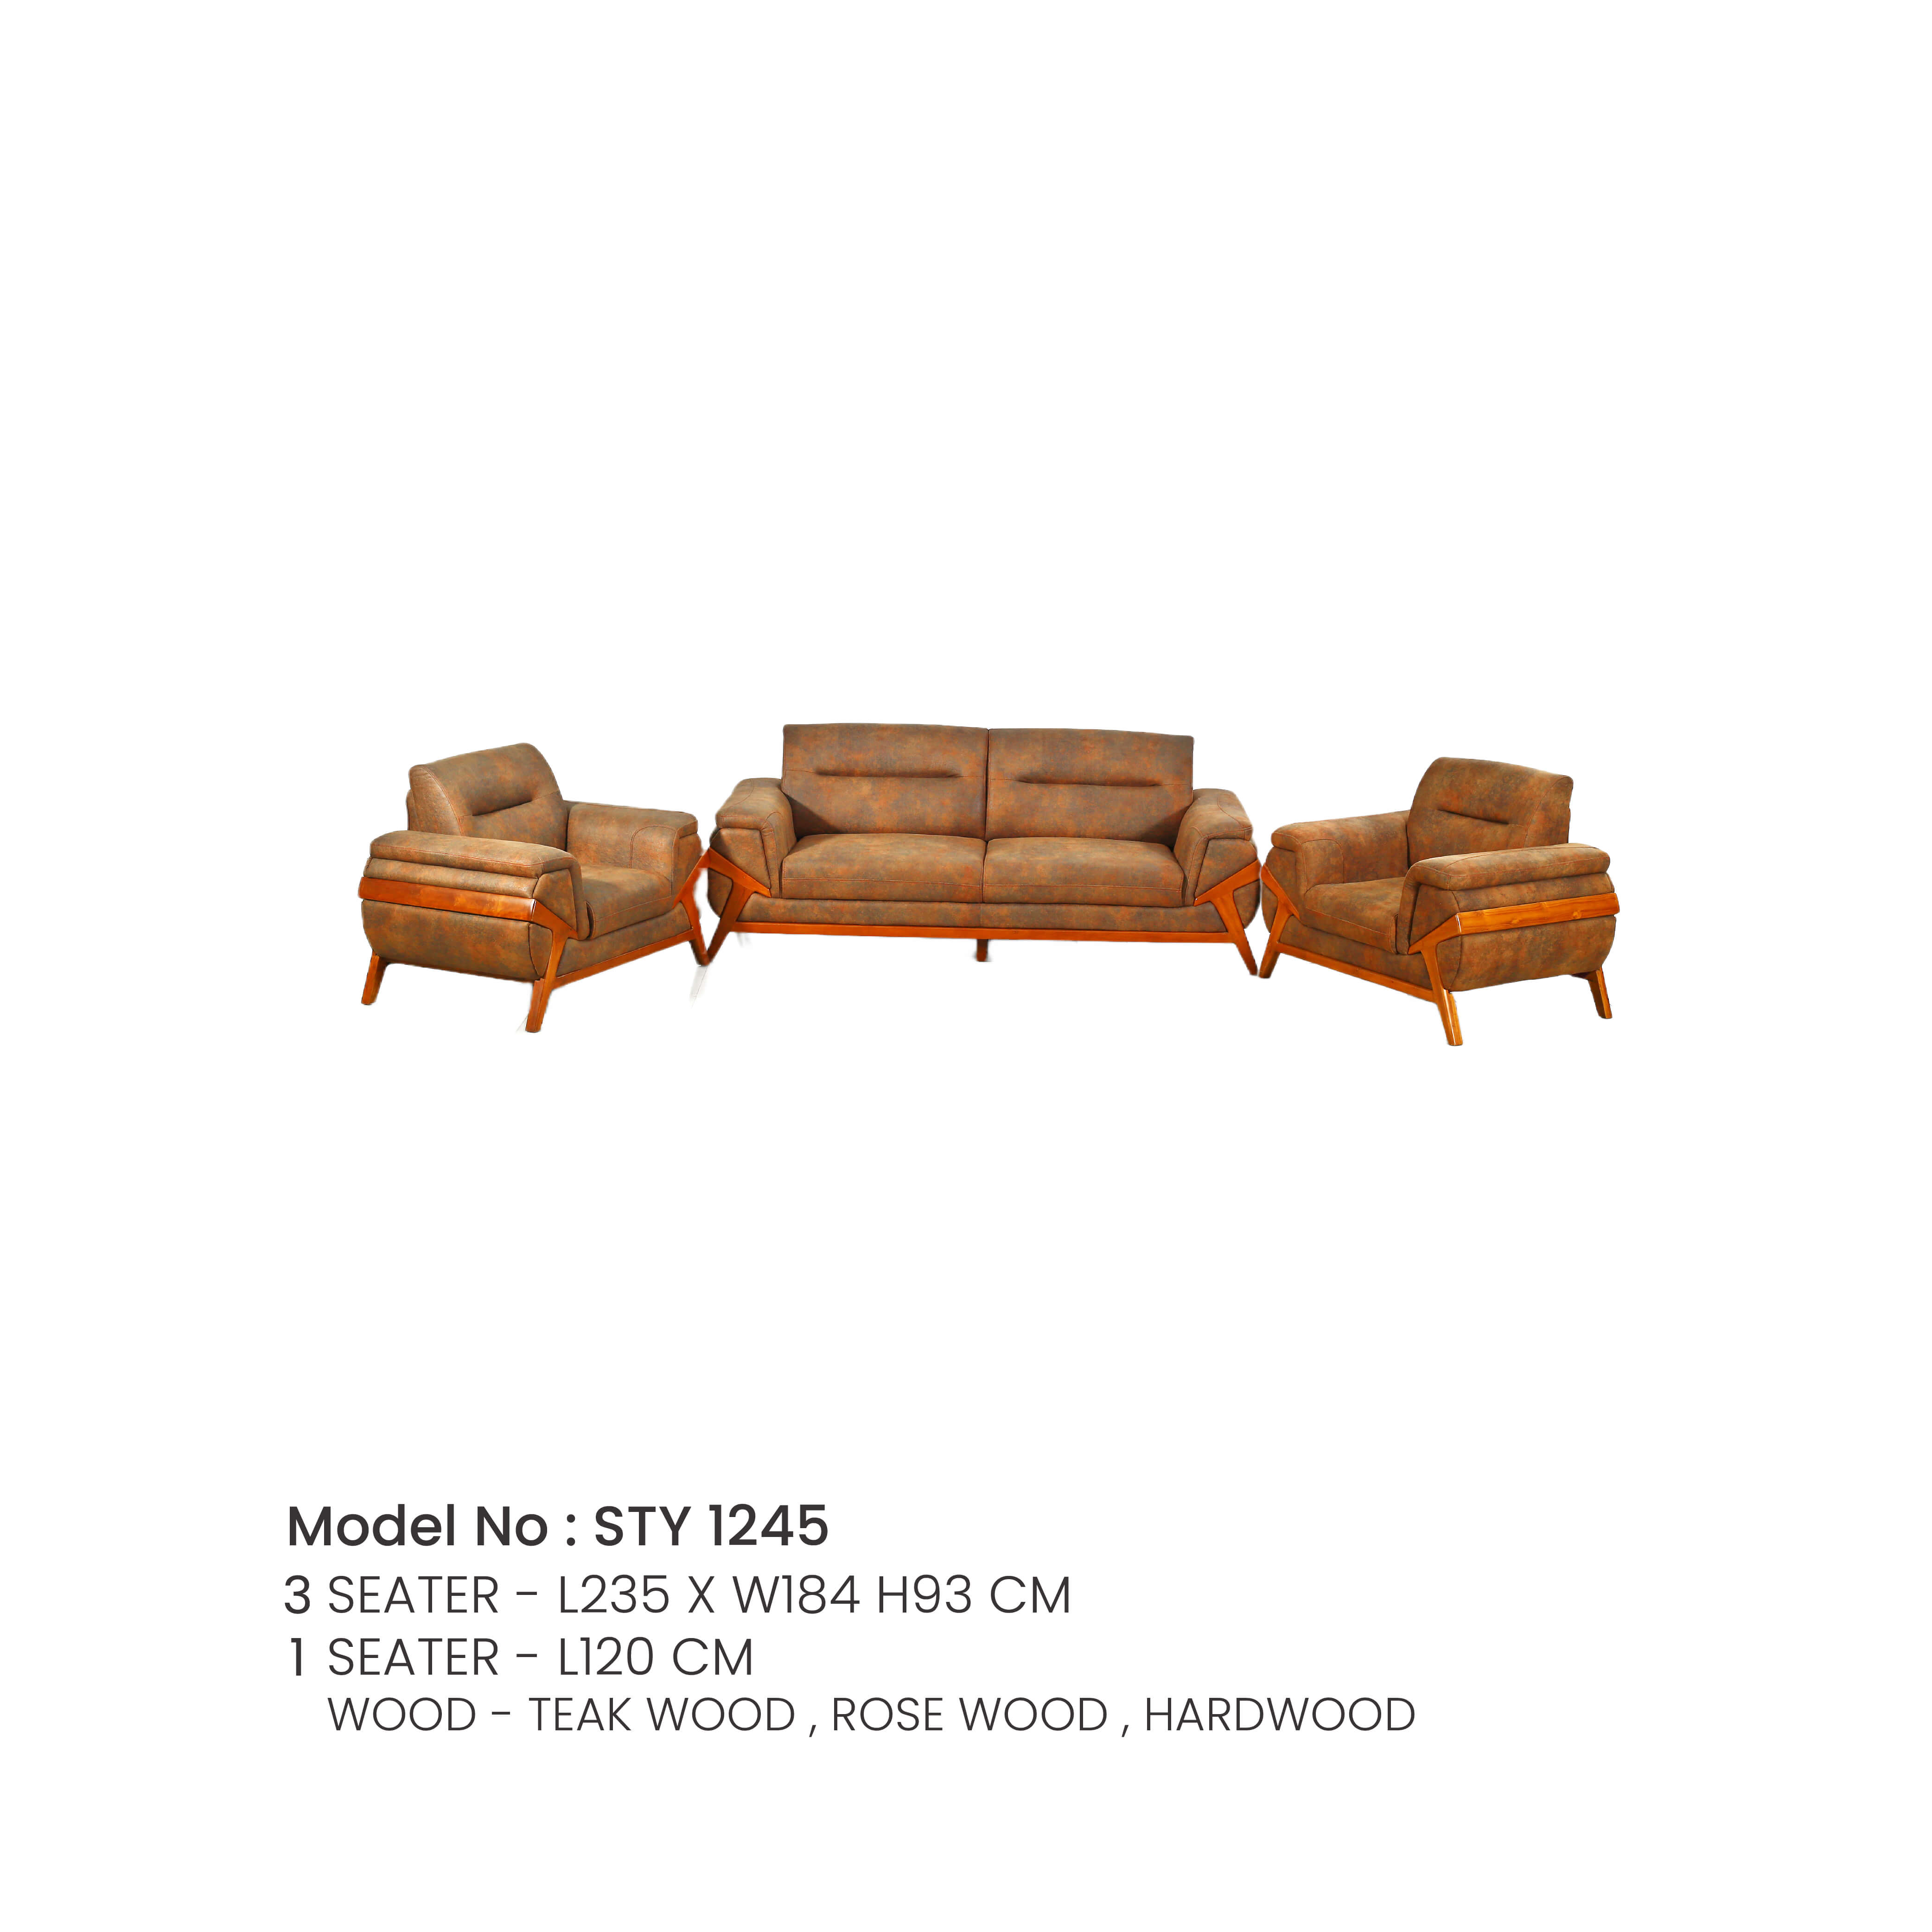 Model No : STY 1245
3 SEATER - L235 X W184 H93 CM
1 SEATER - L120 CM
WOOD - TEAK WOOD , ROSE WOOD , HARDWOOD